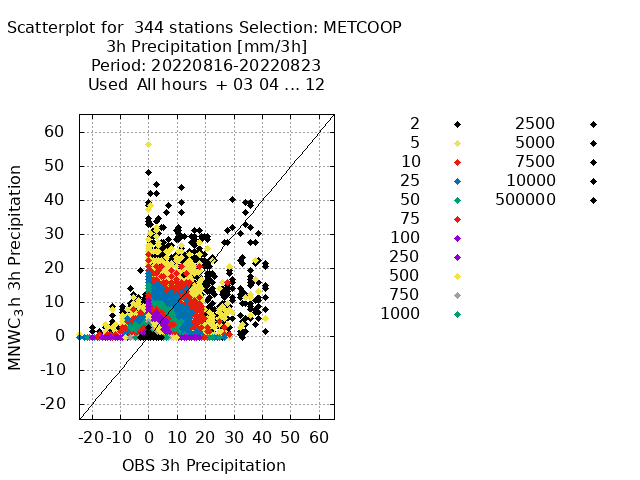 Scatterplot for 344 stations Selection: METCOOP
3h Precipitation [mm/3h]
Period: 20220816-20220823
Used All hours + 03 04 ... 12
60
50
40
30
20
10
0
-10
-20
MNWC_3h 3h Precipitation
-20 -10 0 10 20 30 40 50 60
OBS 3h Precipitation
2 2500
5 5000
10 7500
25 10000
50 500000
75
100
250
500
750
1000